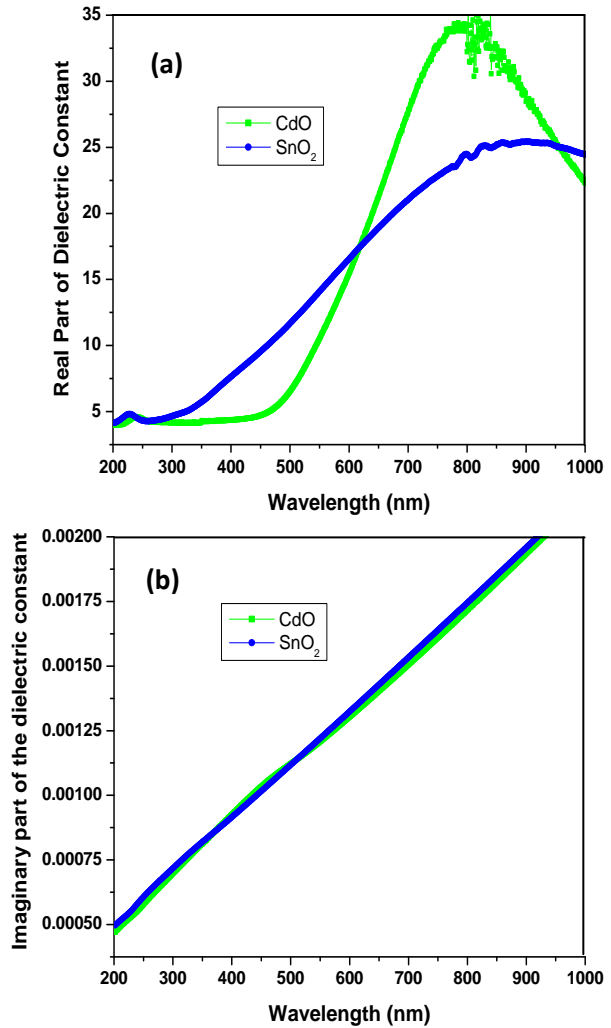 (a)
CdO
SnO₂
Real Part of Dielectric Constant
35
30
25
20
15
10
5
200 300 400 500 600 700 800 900 1000
Wavelength (nm)
(b)
CdO
SnO₂
Imaginary part of the dielectric constant
0.00200
0.00175
0.00150
0.00125
0.00100
0.00075
0.00050
200 300 400 500 600 700 800 900 1000
Wavelength (nm)